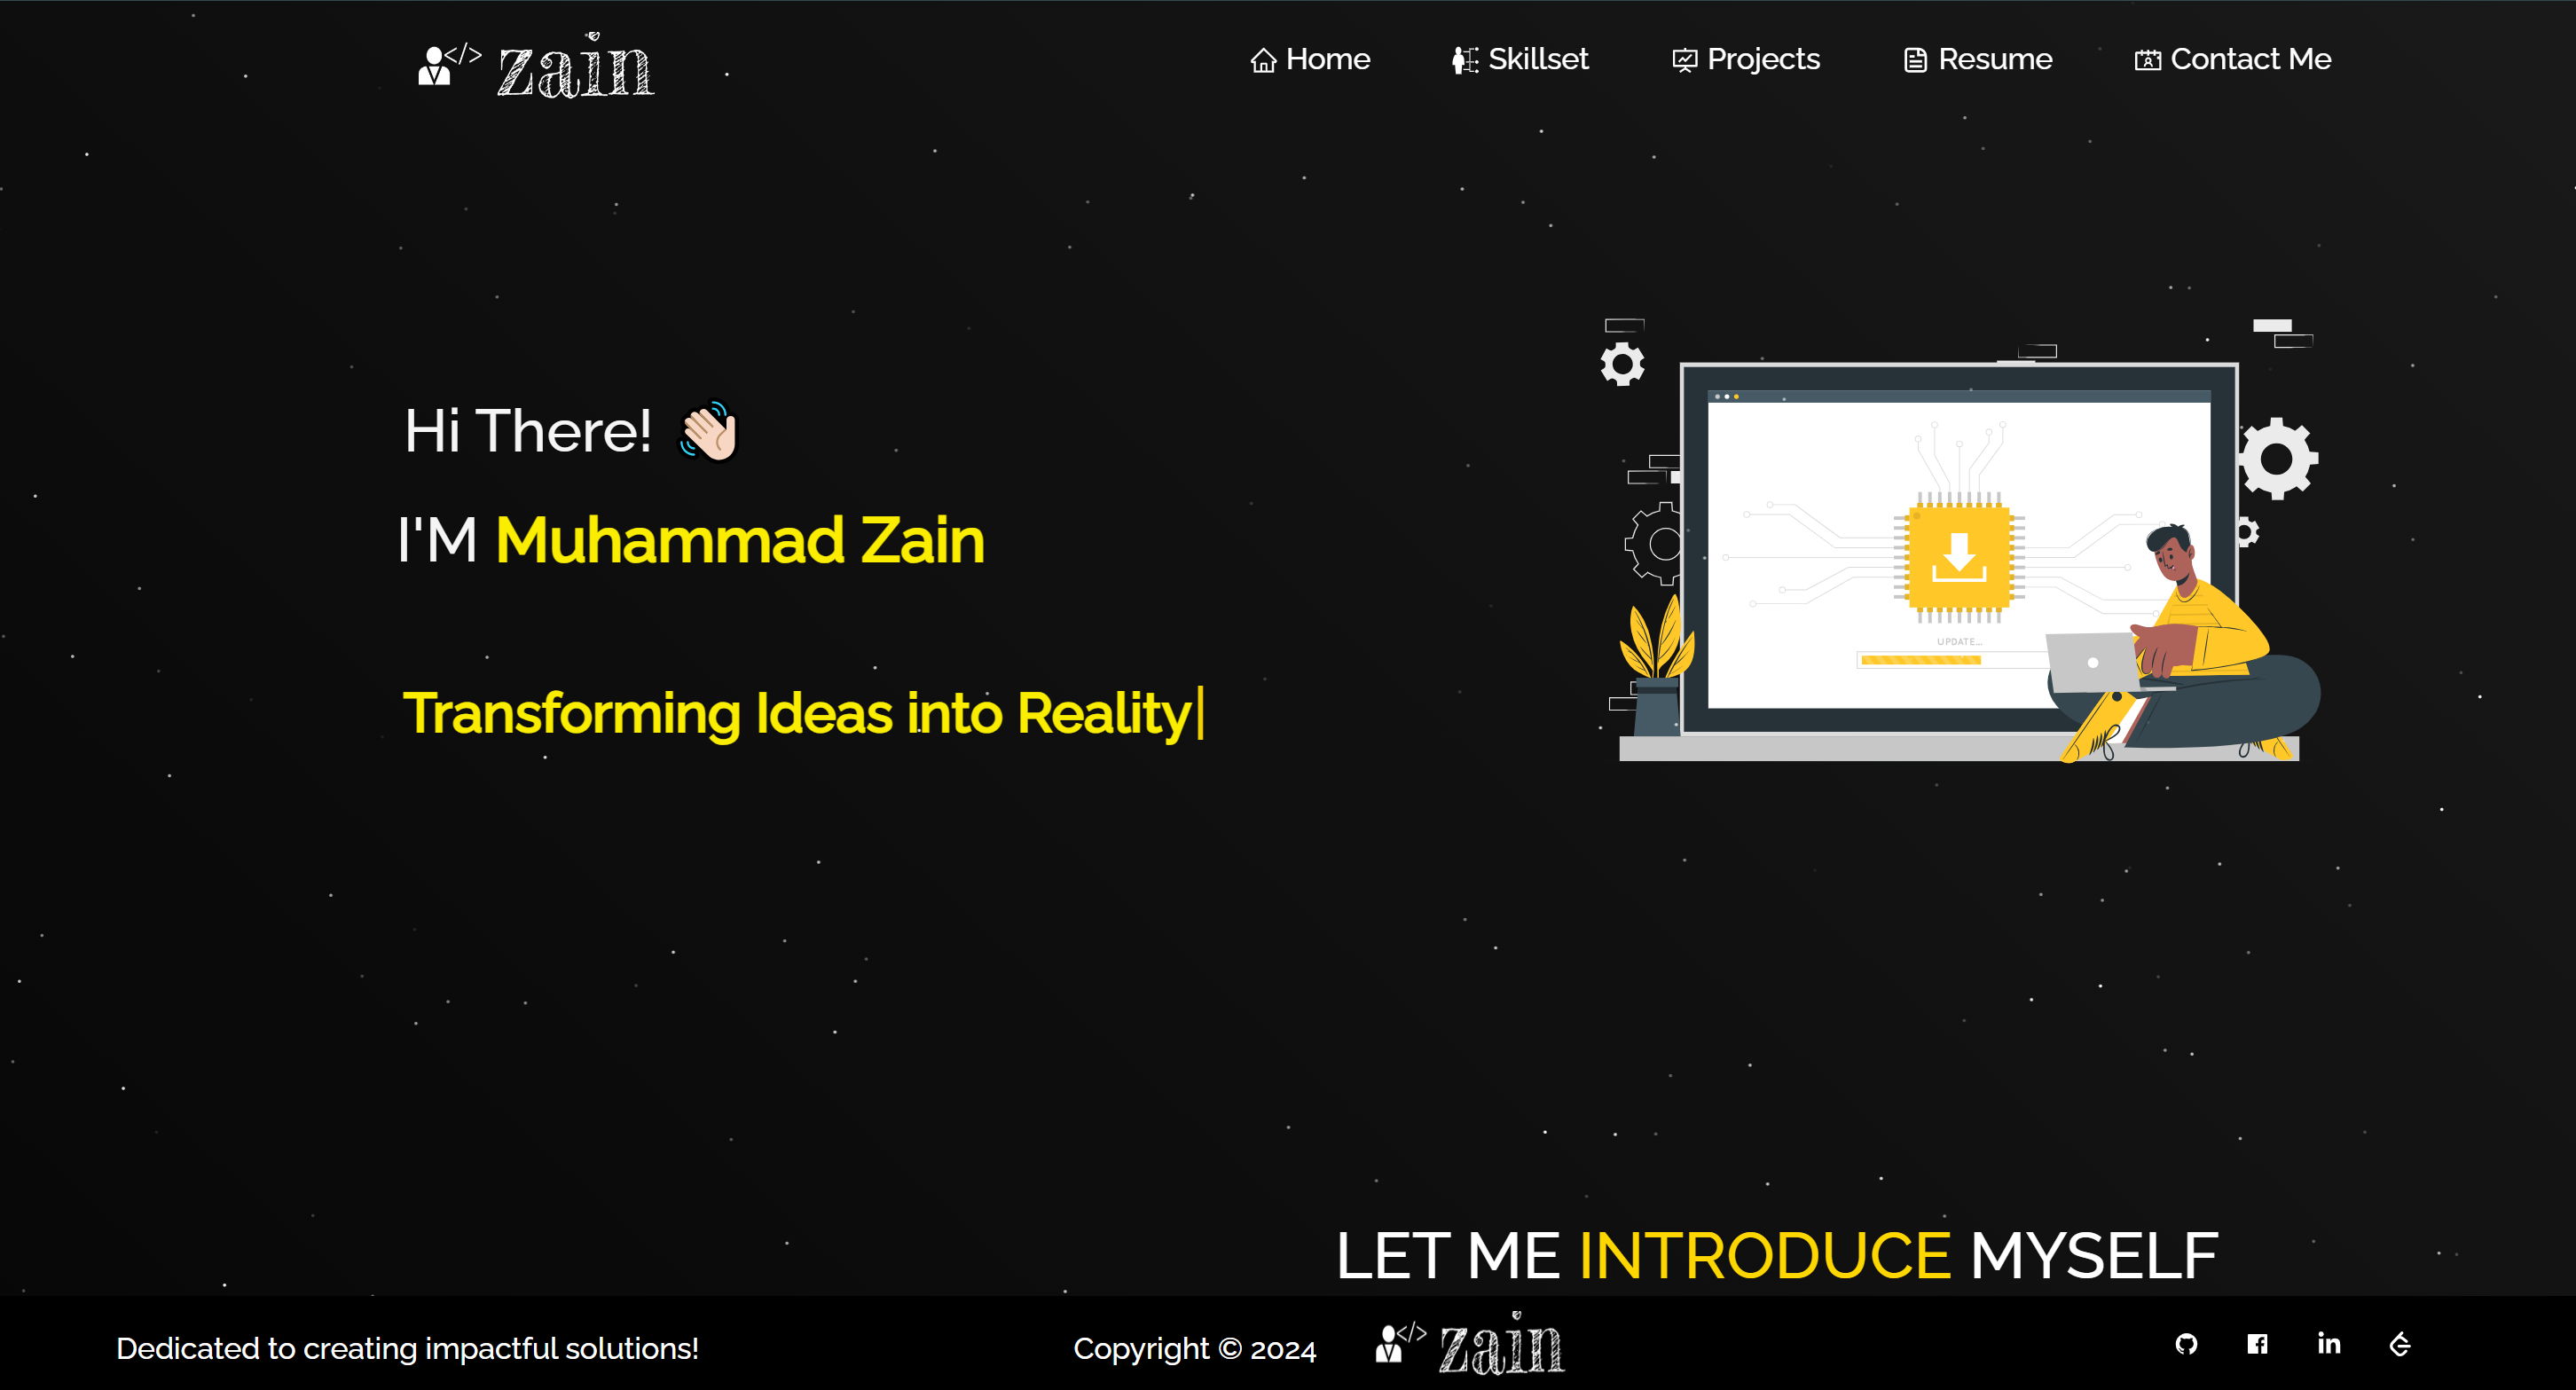 zain
Home Skillset Projects Resume Contact Me
Hi There!
I'M Muhammad Zain
Transforming Ideas into Reality
UPDATE...
LET ME INTRODUCE MYSELF
Dedicated to creating impactful solutions! Copyright © 2024 zain